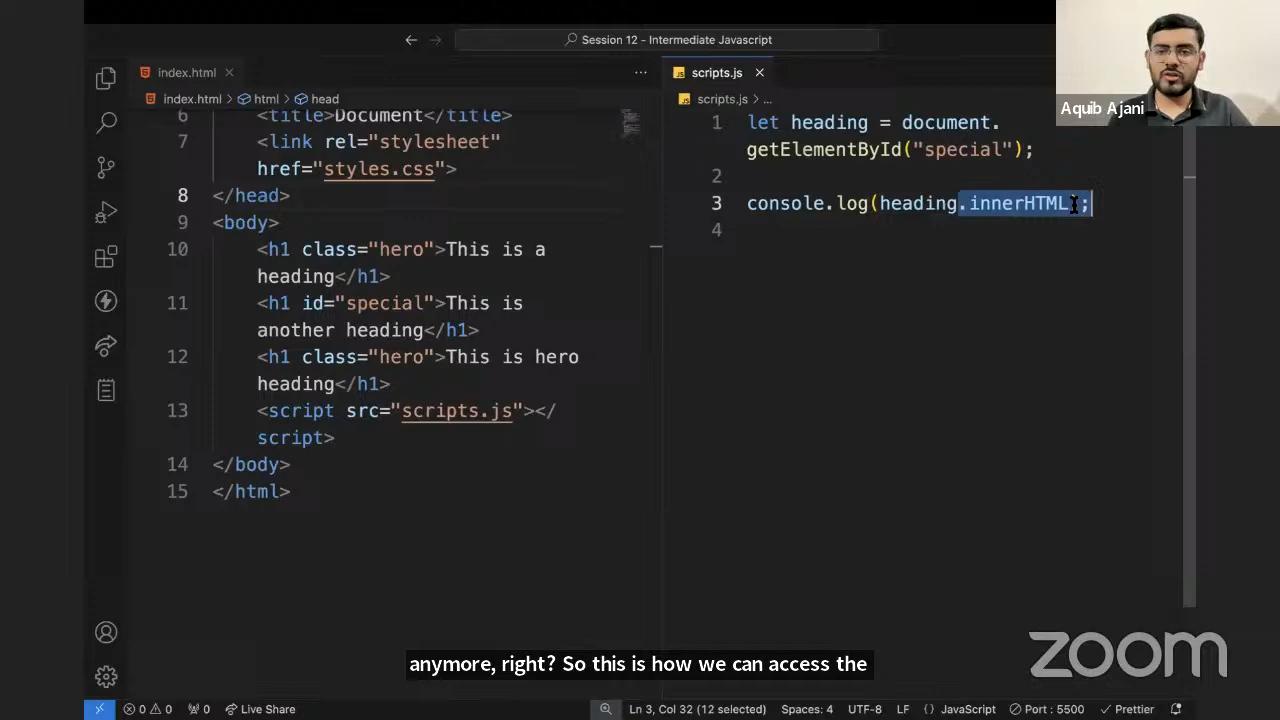 Session 12 - Intermediate Javascript
index.html
index.html > html > head
6 <title>Document</title>
7 <link rel="stylesheet"
href="styles.css">
8 </head>
9 <body>
10 <h1 class="hero">This is a
heading</h1>
11 <h1 id="special">This is
another heading</h1>
12 <h1 class="hero">This is hero
heading</h1>
13 <script src="scripts.js"></
script>
14 </body>
15 </html>
JS scripts.js
JS scripts.js > ...
1 let heading = document.
getElementById("special");
2
3 console.log(heading.innerHTML);
4
Aquib Ajani
anymore, right? So this is how we can access the
zoom
0 0 0 Live Share Ln 3, Col 32 (12 selected) Spaces: 4 UTF-8 LF {} JavaScript Port : 5500 Prettier